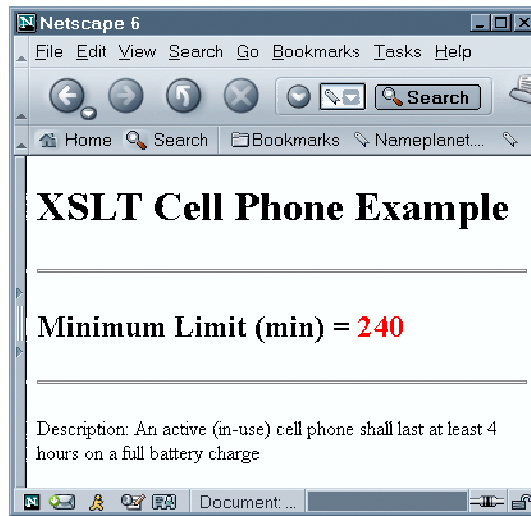 Netscape 6
File Edit View Search Go Bookmarks Tasks Help
Search
Home Search Bookmarks Nameplanet....
XSLT Cell Phone Example
Minimum Limit (min) = 240
Description: An active (in-use) cell phone shall last at least 4
hours on a full battery charge
Document: ...